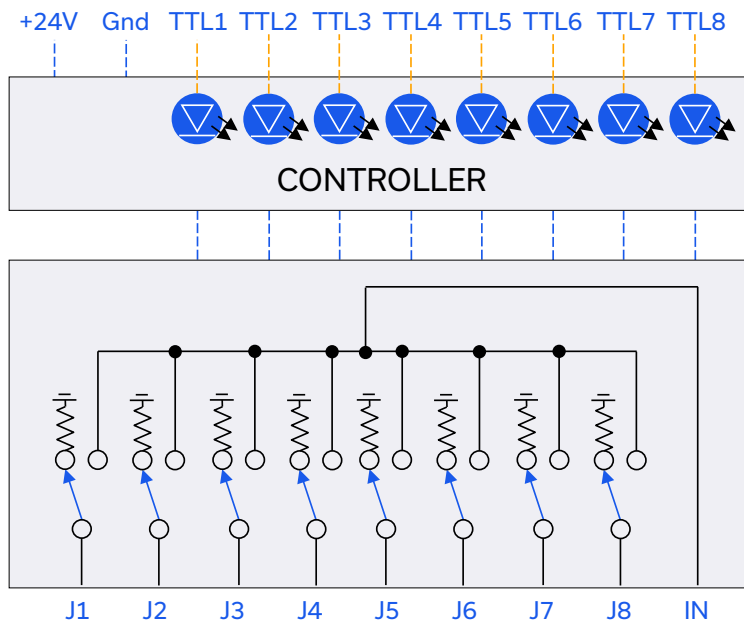 +24V Gnd TTL1 TTL2 TTL3 TTL4 TTL5 TTL6 TTL7 TTL8
CONTROLLER
J1 J2 J3 J4 J5 J6 J7 J8 IN